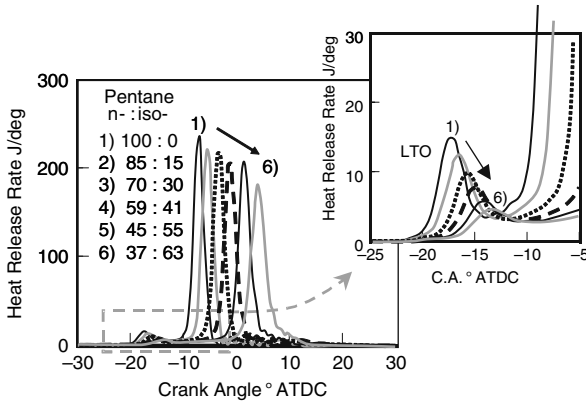 Heat Release Rate J/deg
300
200
100
0
Pentane
n- : iso-
1) 100 : 0
2) 85 : 15
3) 70 : 30
4) 59 : 41
5) 45 : 55
6) 37 : 63
1)
6)
−30 −20 −10 0 10 20 30
Crank Angle ° ATDC
Heat Release Rate J/deg
30
20
10
0
LTO
1)
6)
−25 −20 −15 −10 −5
C.A.° ATDC